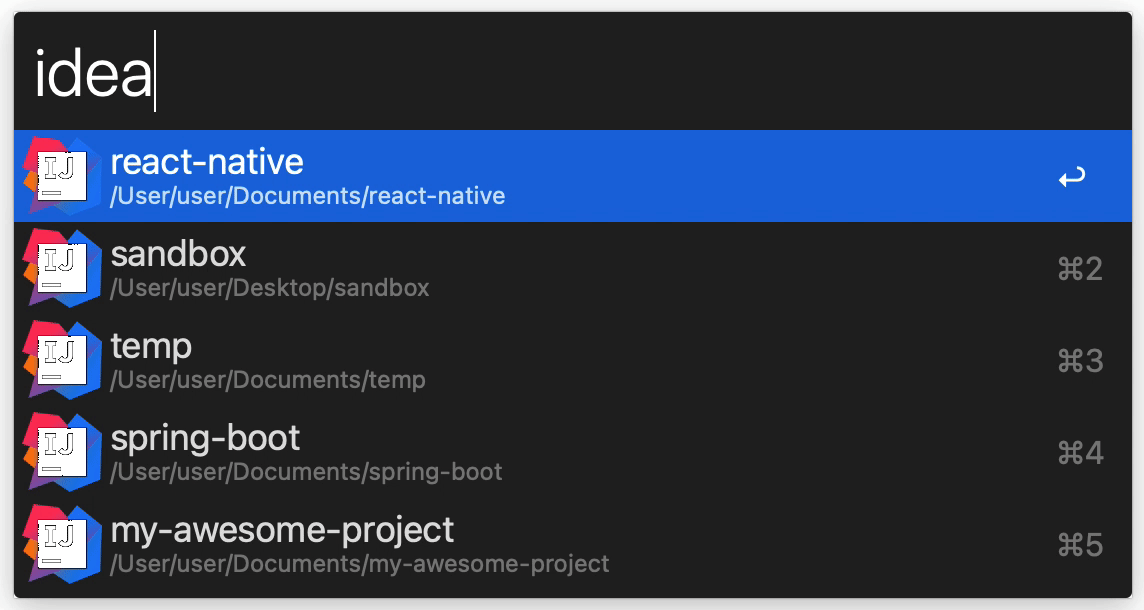 idea
react-native
/User/user/Documents/react-native
↩
sandbox
/User/user/Desktop/sandbox
⌘2
temp
/User/user/Documents/temp
⌘3
spring-boot
/User/user/Documents/spring-boot
⌘4
my-awesome-project
/User/user/Documents/my-awesome-project
⌘5
IJ
IJ
IJ
IJ
IJ